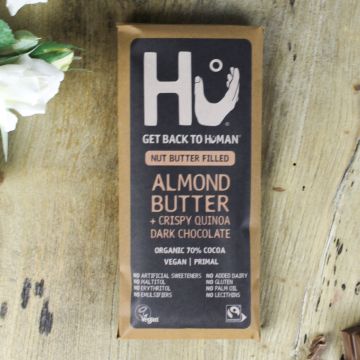 Hu
GET BACK TO HUMAN®
NUT BUTTER FILLED
ALMOND
BUTTER
+ CRISPY QUINOA
DARK CHOCOLATE
ORGANIC 70% COCOA
VEGAN | PRIMAL
NO ARTIFICIAL SWEETENERS NO ADDED DAIRY
NO MALTITOL NO GLUTEN
NO ERYTHRITOL NO PALM OIL
NO EMULSIFIERS NO LECITHINS
Vegan FAIRTRADE